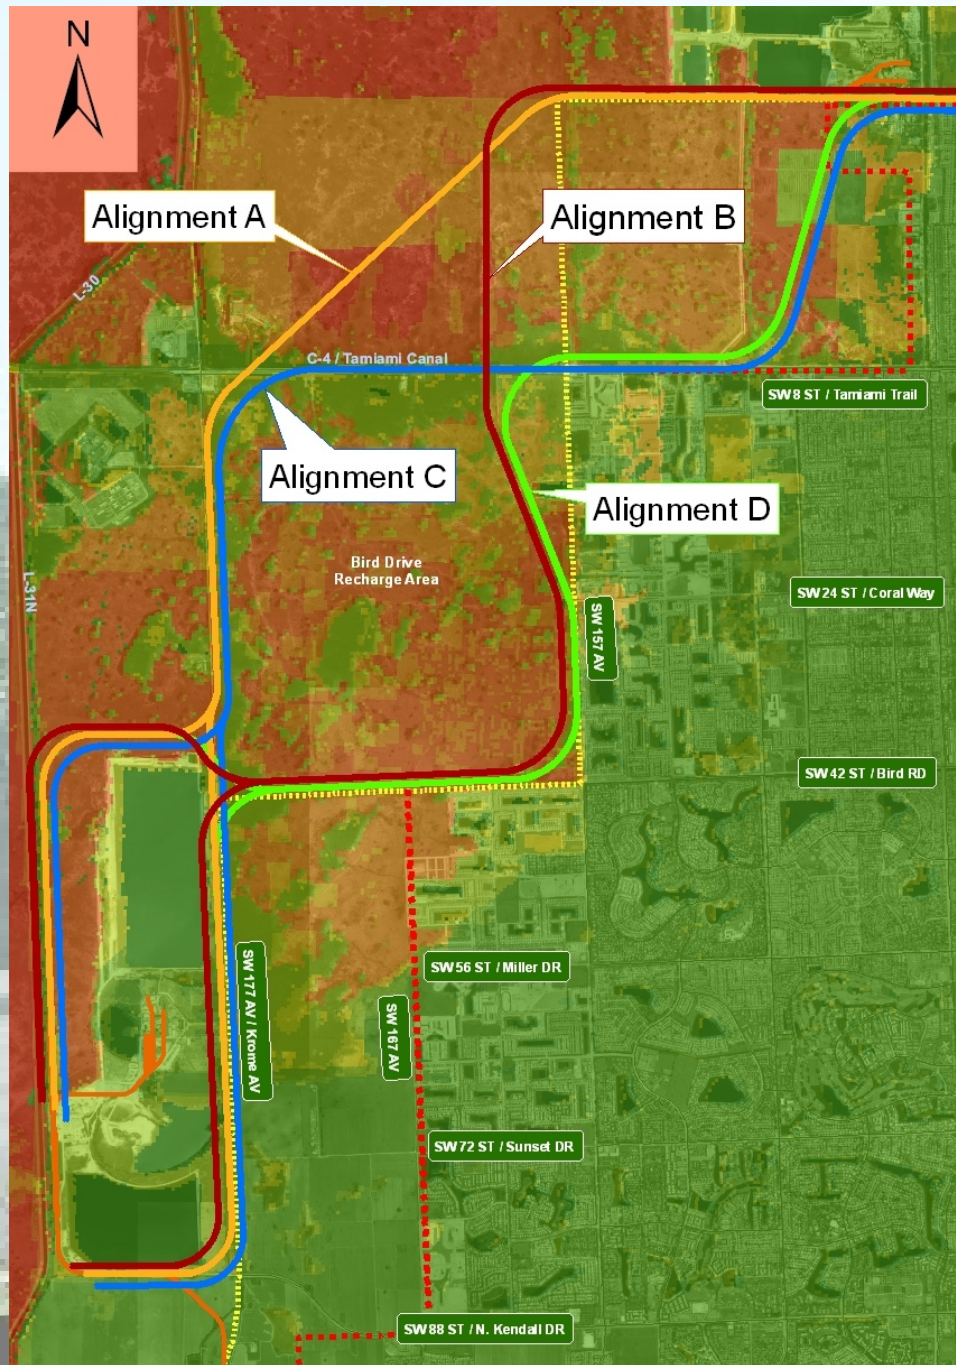 N
Alignment A
Alignment B
L-30
C-4 / Tamiami Canal
SW 8 ST / Tamiami Trail
Alignment C
Alignment D
Bird Drive
Recharge Area
L-31N
SW 24 ST / Coral Way
SW 157 AV
SW 42 ST / Bird RD
SW 177 AV / Krome AV
SW 56 ST / Miller DR
SW 167 AV
SW 72 ST / Sunset DR
SW 88 ST / N. Kendall DR